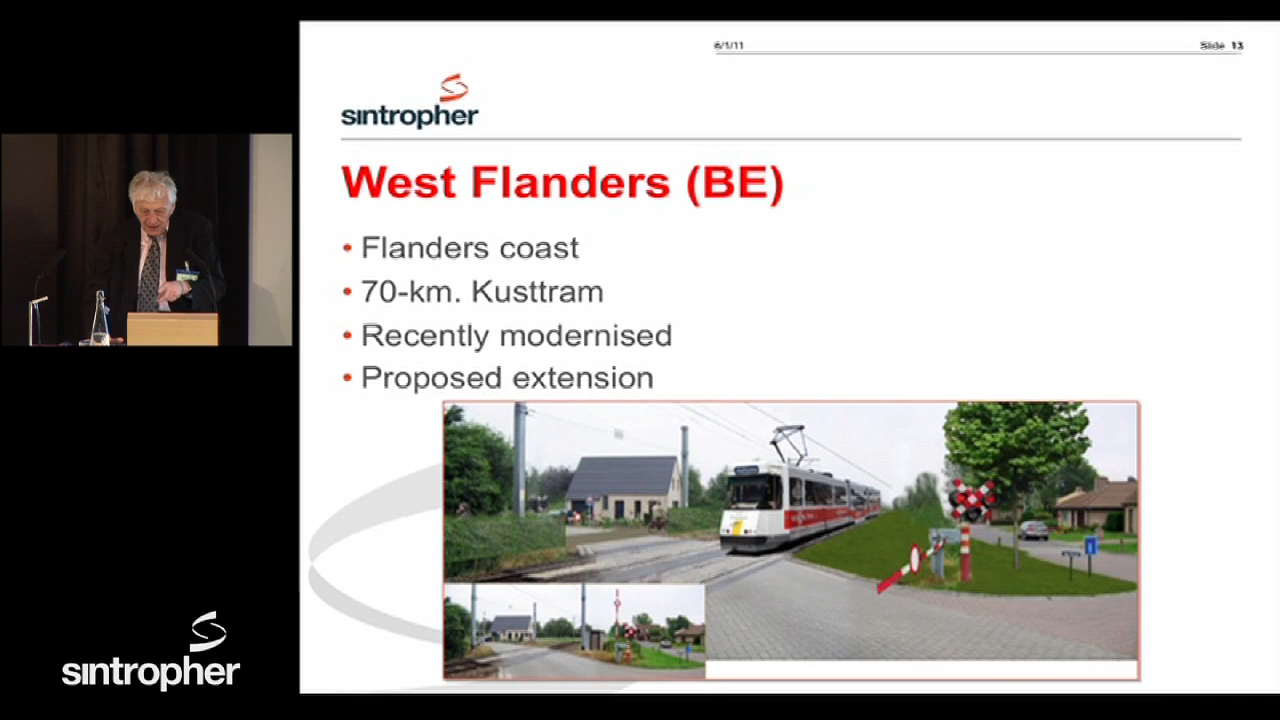 6/1/11
Slide 13
sintropher
West Flanders (BE)
• Flanders coast
• 70-km. Kusttram
• Recently modernised
• Proposed extension
sintropher